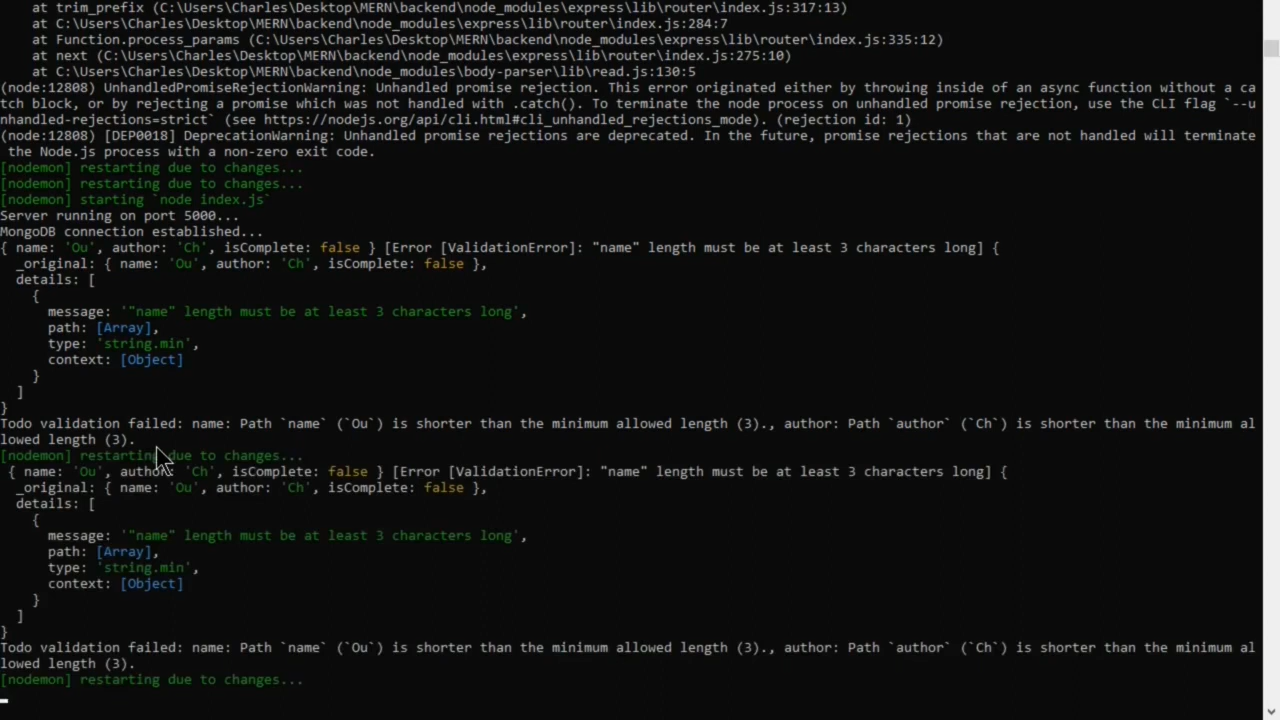 at trim_prefix (C:\Users\Charles\Desktop\MERN\backend\node_modules\express\lib\router\index.js:317:13)
    at C:\Users\Charles\Desktop\MERN\backend\node_modules\express\lib\router\index.js:284:7
    at Function.process_params (C:\Users\Charles\Desktop\MERN\backend\node_modules\express\lib\router\index.js:335:12)
    at next (C:\Users\Charles\Desktop\MERN\backend\node_modules\express\lib\router\index.js:275:10)
    at C:\Users\Charles\Desktop\MERN\backend\node_modules\body-parser\lib\read.js:130:5
(node:12808) UnhandledPromiseRejectionWarning: Unhandled promise rejection. This error originated either by throwing inside of an async function without a ca
tch block, or by rejecting a promise which was not handled with .catch(). To terminate the node process on unhandled promise rejection, use the CLI flag `--u
nhandled-rejections=strict` (see https://nodejs.org/api/cli.html#cli_unhandled_rejections_mode). (rejection id: 1)
(node:12808) [DEP0018] DeprecationWarning: Unhandled promise rejections are deprecated. In the future, promise rejections that are not handled will terminate
 the Node.js process with a non-zero exit code.
[nodemon] restarting due to changes...
[nodemon] restarting due to changes...
[nodemon] starting `node index.js`
Server running on port 5000...
MongoDB connection established...
{ name: 'Ou', author: 'Ch', isComplete: false } [Error [ValidationError]: "name" length must be at least 3 characters long] {
  _original: { name: 'Ou', author: 'Ch', isComplete: false },
  details: [
    {
      message: '"name" length must be at least 3 characters long',
      path: [Array],
      type: 'string.min',
      context: [Object]
    }
  ]
}
Todo validation failed: name: Path `name` (`Ou`) is shorter than the minimum allowed length (3)., author: Path `author` (`Ch`) is shorter than the minimum al
lowed length (3).
[nodemon] restarting due to changes...
 { name: 'Ou', author: 'Ch', isComplete: false } [Error [ValidationError]: "name" length must be at least 3 characters long] {
  _original: { name: 'Ou', author: 'Ch', isComplete: false },
  details: [
    {
      message: '"name" length must be at least 3 characters long',
      path: [Array],
      type: 'string.min',
      context: [Object]
    }
  ]
}
Todo validation failed: name: Path `name` (`Ou`) is shorter than the minimum allowed length (3)., author: Path `author` (`Ch`) is shorter than the minimum al
lowed length (3).
[nodemon] restarting due to changes...